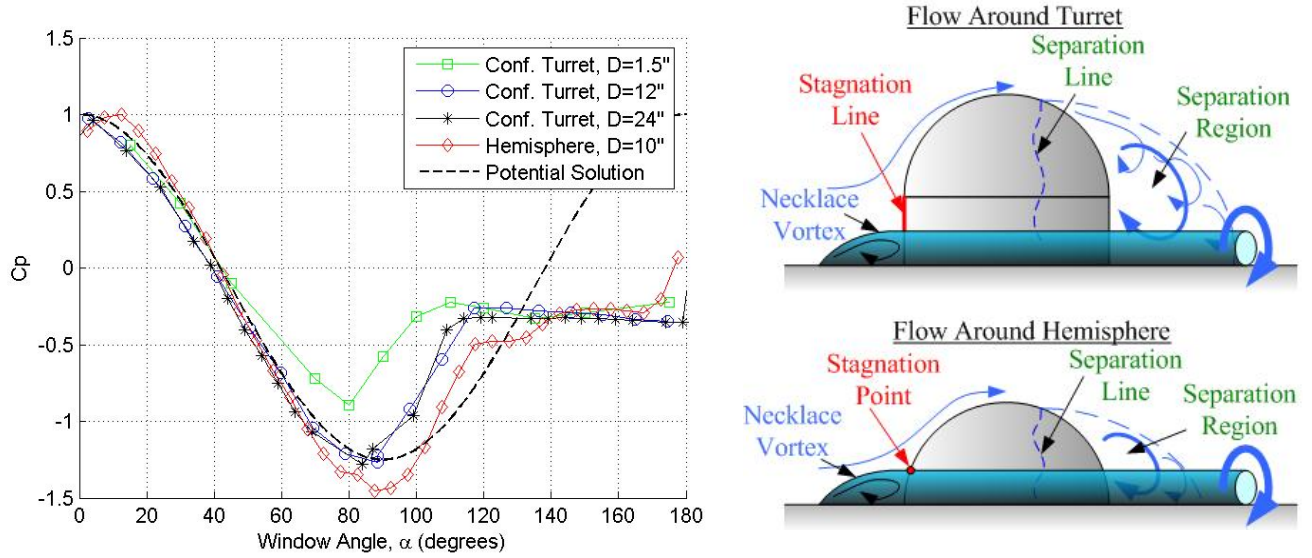 1.5
1
0.5
0
-0.5
-1
-1.5
Cp
0
20
40
60
80
100
120
140
160
180
Window Angle, α (degrees)
Conf. Turret, D=1.5"
Conf. Turret, D=12"
Conf. Turret, D=24"
Hemisphere, D=10"
Potential Solution
Flow Around Turret
Separation
Line
Stagnation
Line
Separation
Region
Necklace
Vortex
Flow Around Hemisphere
Stagnation
Point
Separation
Line
Separation
Region
Necklace
Vortex